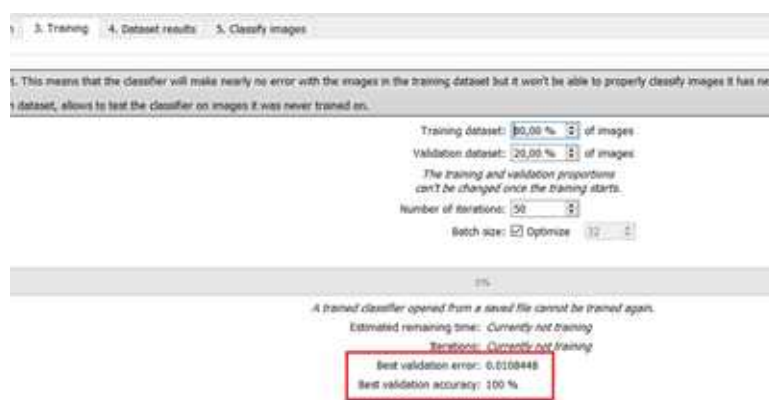 3. Training 4. Dataset results 5. Classify images
. This means that the classifier will make nearly no error with the images in the training dataset but it won't be able to properly classify images it has ne
dataset, allows to test the classifier on images it was never trained on.
Training dataset: 80,00 % of images
Validation dataset: 20,00 % of images
The training and validation proportions
can't be changed once the training starts.
Number of iterations: 50
Batch size: Optimize 32
0%
A trained classifier opened from a saved file cannot be trained again.
Estimated remaining time: Currently not training
Iterations: Currently not training
Best validation error: 0.0108448
Best validation accuracy: 100 %